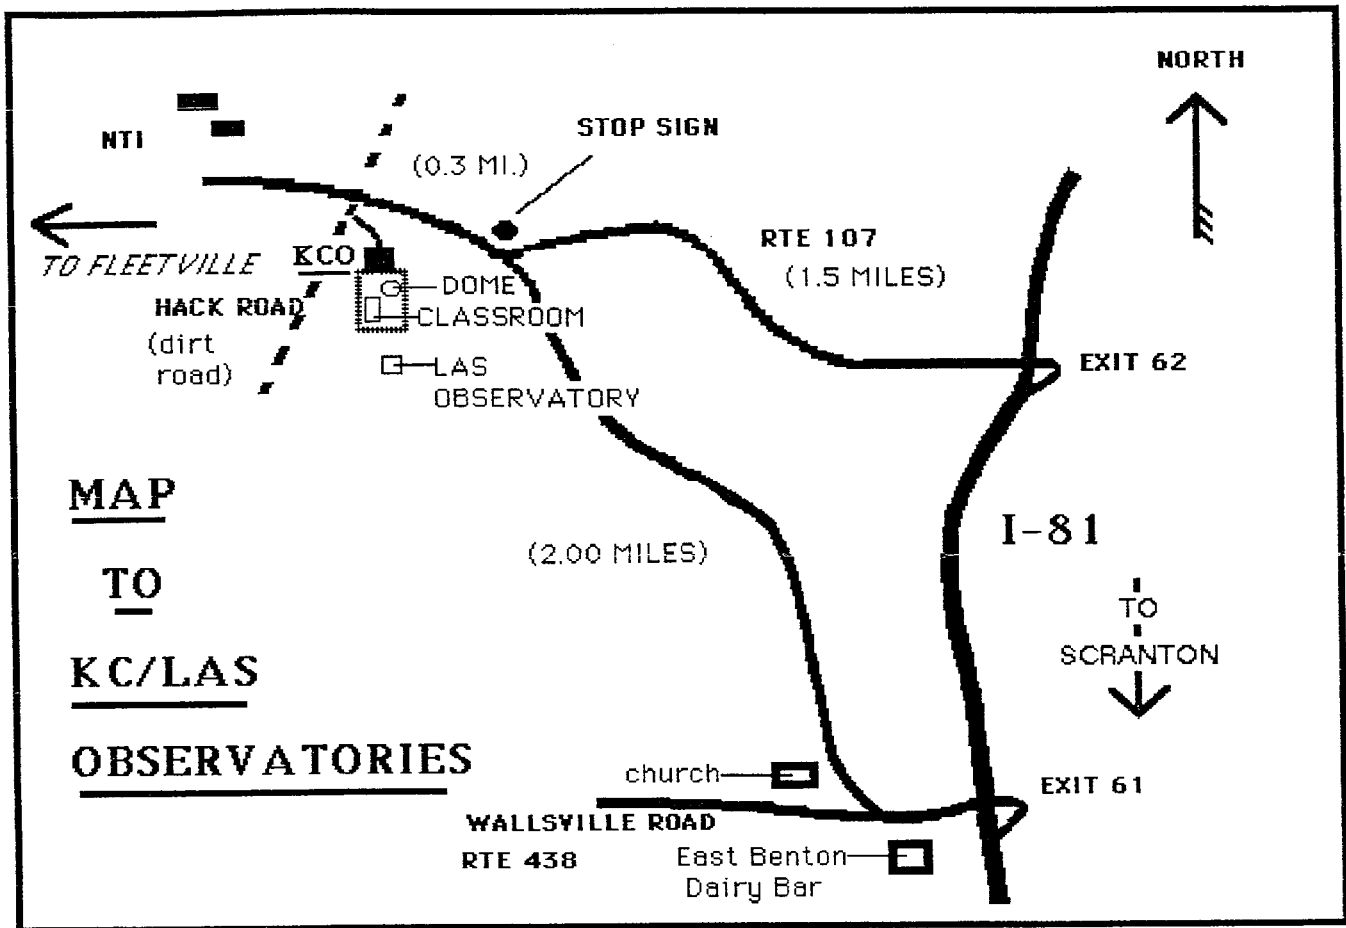 NORTH
STOP SIGN
NTI
(0.3 MI.)
RTE 107
(1.5 MILES)
KCO
TO FLEETVILLE
DOME
HACK ROAD
CLASSROOM
(dirt
road)
LAS
OBSERVATORY
EXIT 62
MAP
TO
KC/LAS
OBSERVATORIES
I-81
(2.00 MILES)
TO
SCRANTON
church
EXIT 61
WALLSVILLE ROAD
RTE 438
East Benton
Dairy Bar